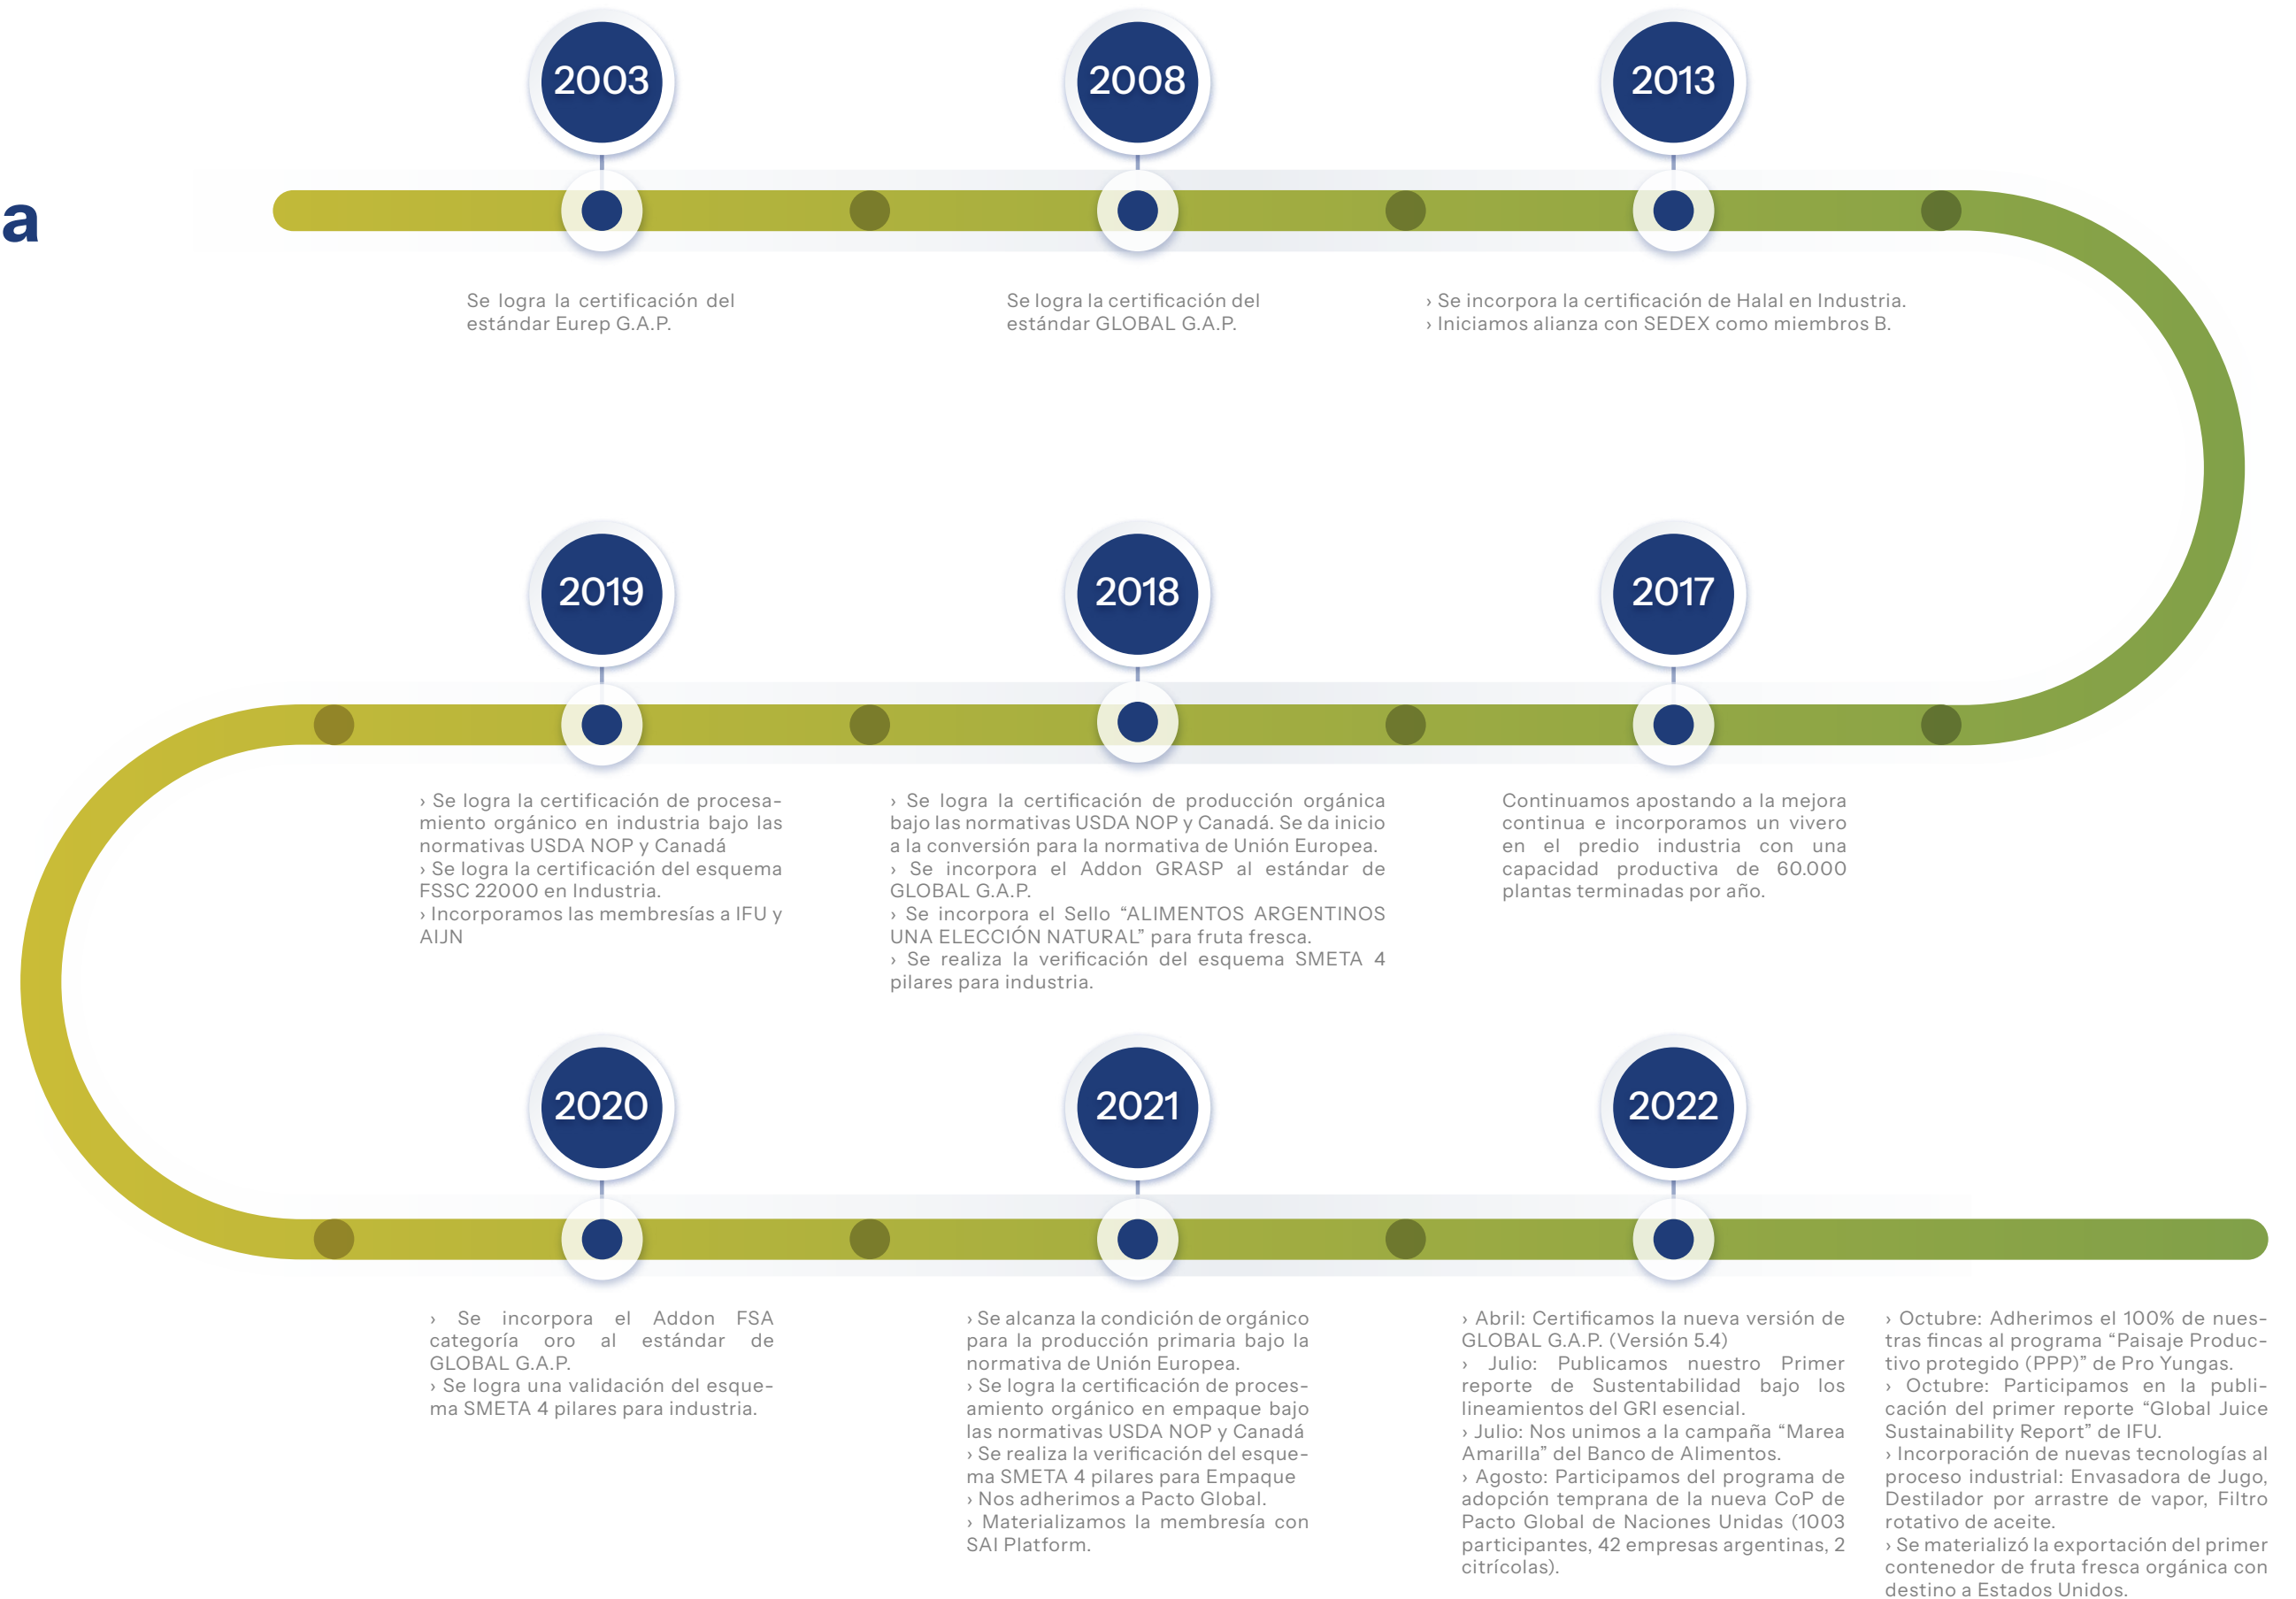 a
2003
Se logra la certificación del
estándar Eurep G.A.P.
2008
Se logra la certificación del
estándar GLOBAL G.A.P.
2013
› Se incorpora la certificación de Halal en Industria.
› Iniciamos alianza con SEDEX como miembros B.
2017
Continuamos apostando a la mejora
continua e incorporamos un vivero
en el predio industria con una
capacidad productiva de 60.000
plantas terminadas por año.
2018
› Se logra la certificación de producción orgánica
bajo las normativas USDA NOP y Canadá. Se da inicio
a la conversión para la normativa de Unión Europea.
› Se incorpora el Addon GRASP al estándar de
GLOBAL G.A.P.
› Se incorpora el Sello “ALIMENTOS ARGENTINOS
UNA ELECCIÓN NATURAL” para fruta fresca.
› Se realiza la verificación del esquema SMETA 4
pilares para industria.
2019
› Se logra la certificación de procesa-
miento orgánico en industria bajo las
normativas USDA NOP y Canadá
› Se logra la certificación del esquema
FSSC 22000 en Industria.
› Incorporamos las membresías a IFU y
AIJN
2020
› Se incorpora el Addon FSA
categoría oro al estándar de
GLOBAL G.A.P.
› Se logra una validación del esque-
ma SMETA 4 pilares para industria.
2021
› Se alcanza la condición de orgánico
para la producción primaria bajo la
normativa de Unión Europea.
› Se logra la certificación de proces-
amiento orgánico en empaque bajo
las normativas USDA NOP y Canadá
› Se realiza la verificación del esque-
ma SMETA 4 pilares para Empaque
› Nos adherimos a Pacto Global.
› Materializamos la membresía con
SAI Platform.
2022
› Abril: Certificamos la nueva versión de
GLOBAL G.A.P. (Versión 5.4)
› Julio: Publicamos nuestro Primer
reporte de Sustentabilidad bajo los
lineamientos del GRI esencial.
› Julio: Nos unimos a la campaña “Marea
Amarilla” del Banco de Alimentos.
› Agosto: Participamos del programa de
adopción temprana de la nueva CoP de
Pacto Global de Naciones Unidas (1003
participantes, 42 empresas argentinas, 2
citrícolas).
› Octubre: Adherimos el 100% de nues-
tras fincas al programa “Paisaje Produc-
tivo protegido (PPP)” de Pro Yungas.
› Octubre: Participamos en la publi-
cación del primer reporte “Global Juice
Sustainability Report” de IFU.
› Incorporación de nuevas tecnologías al
proceso industrial: Envasadora de Jugo,
Destilador por arrastre de vapor, Filtro
rotativo de aceite.
› Se materializó la exportación del primer
contenedor de fruta fresca orgánica con
destino a Estados Unidos.